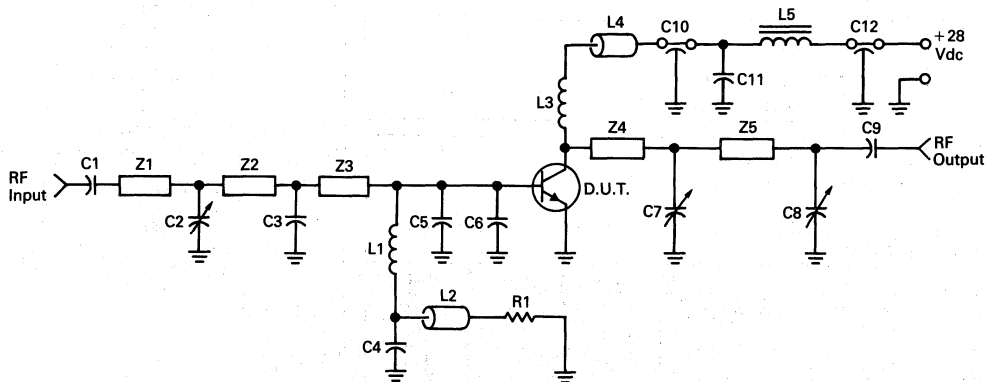 L4
C10
L5
C12
+28
Vdc
C11
L3
Z4
Z5
C9
RF
Output
C1
Z1
Z2
Z3
RF
Input
D.U.T.
C2
C3
C5
C6
C7
C8
L1
L2
R1
C4